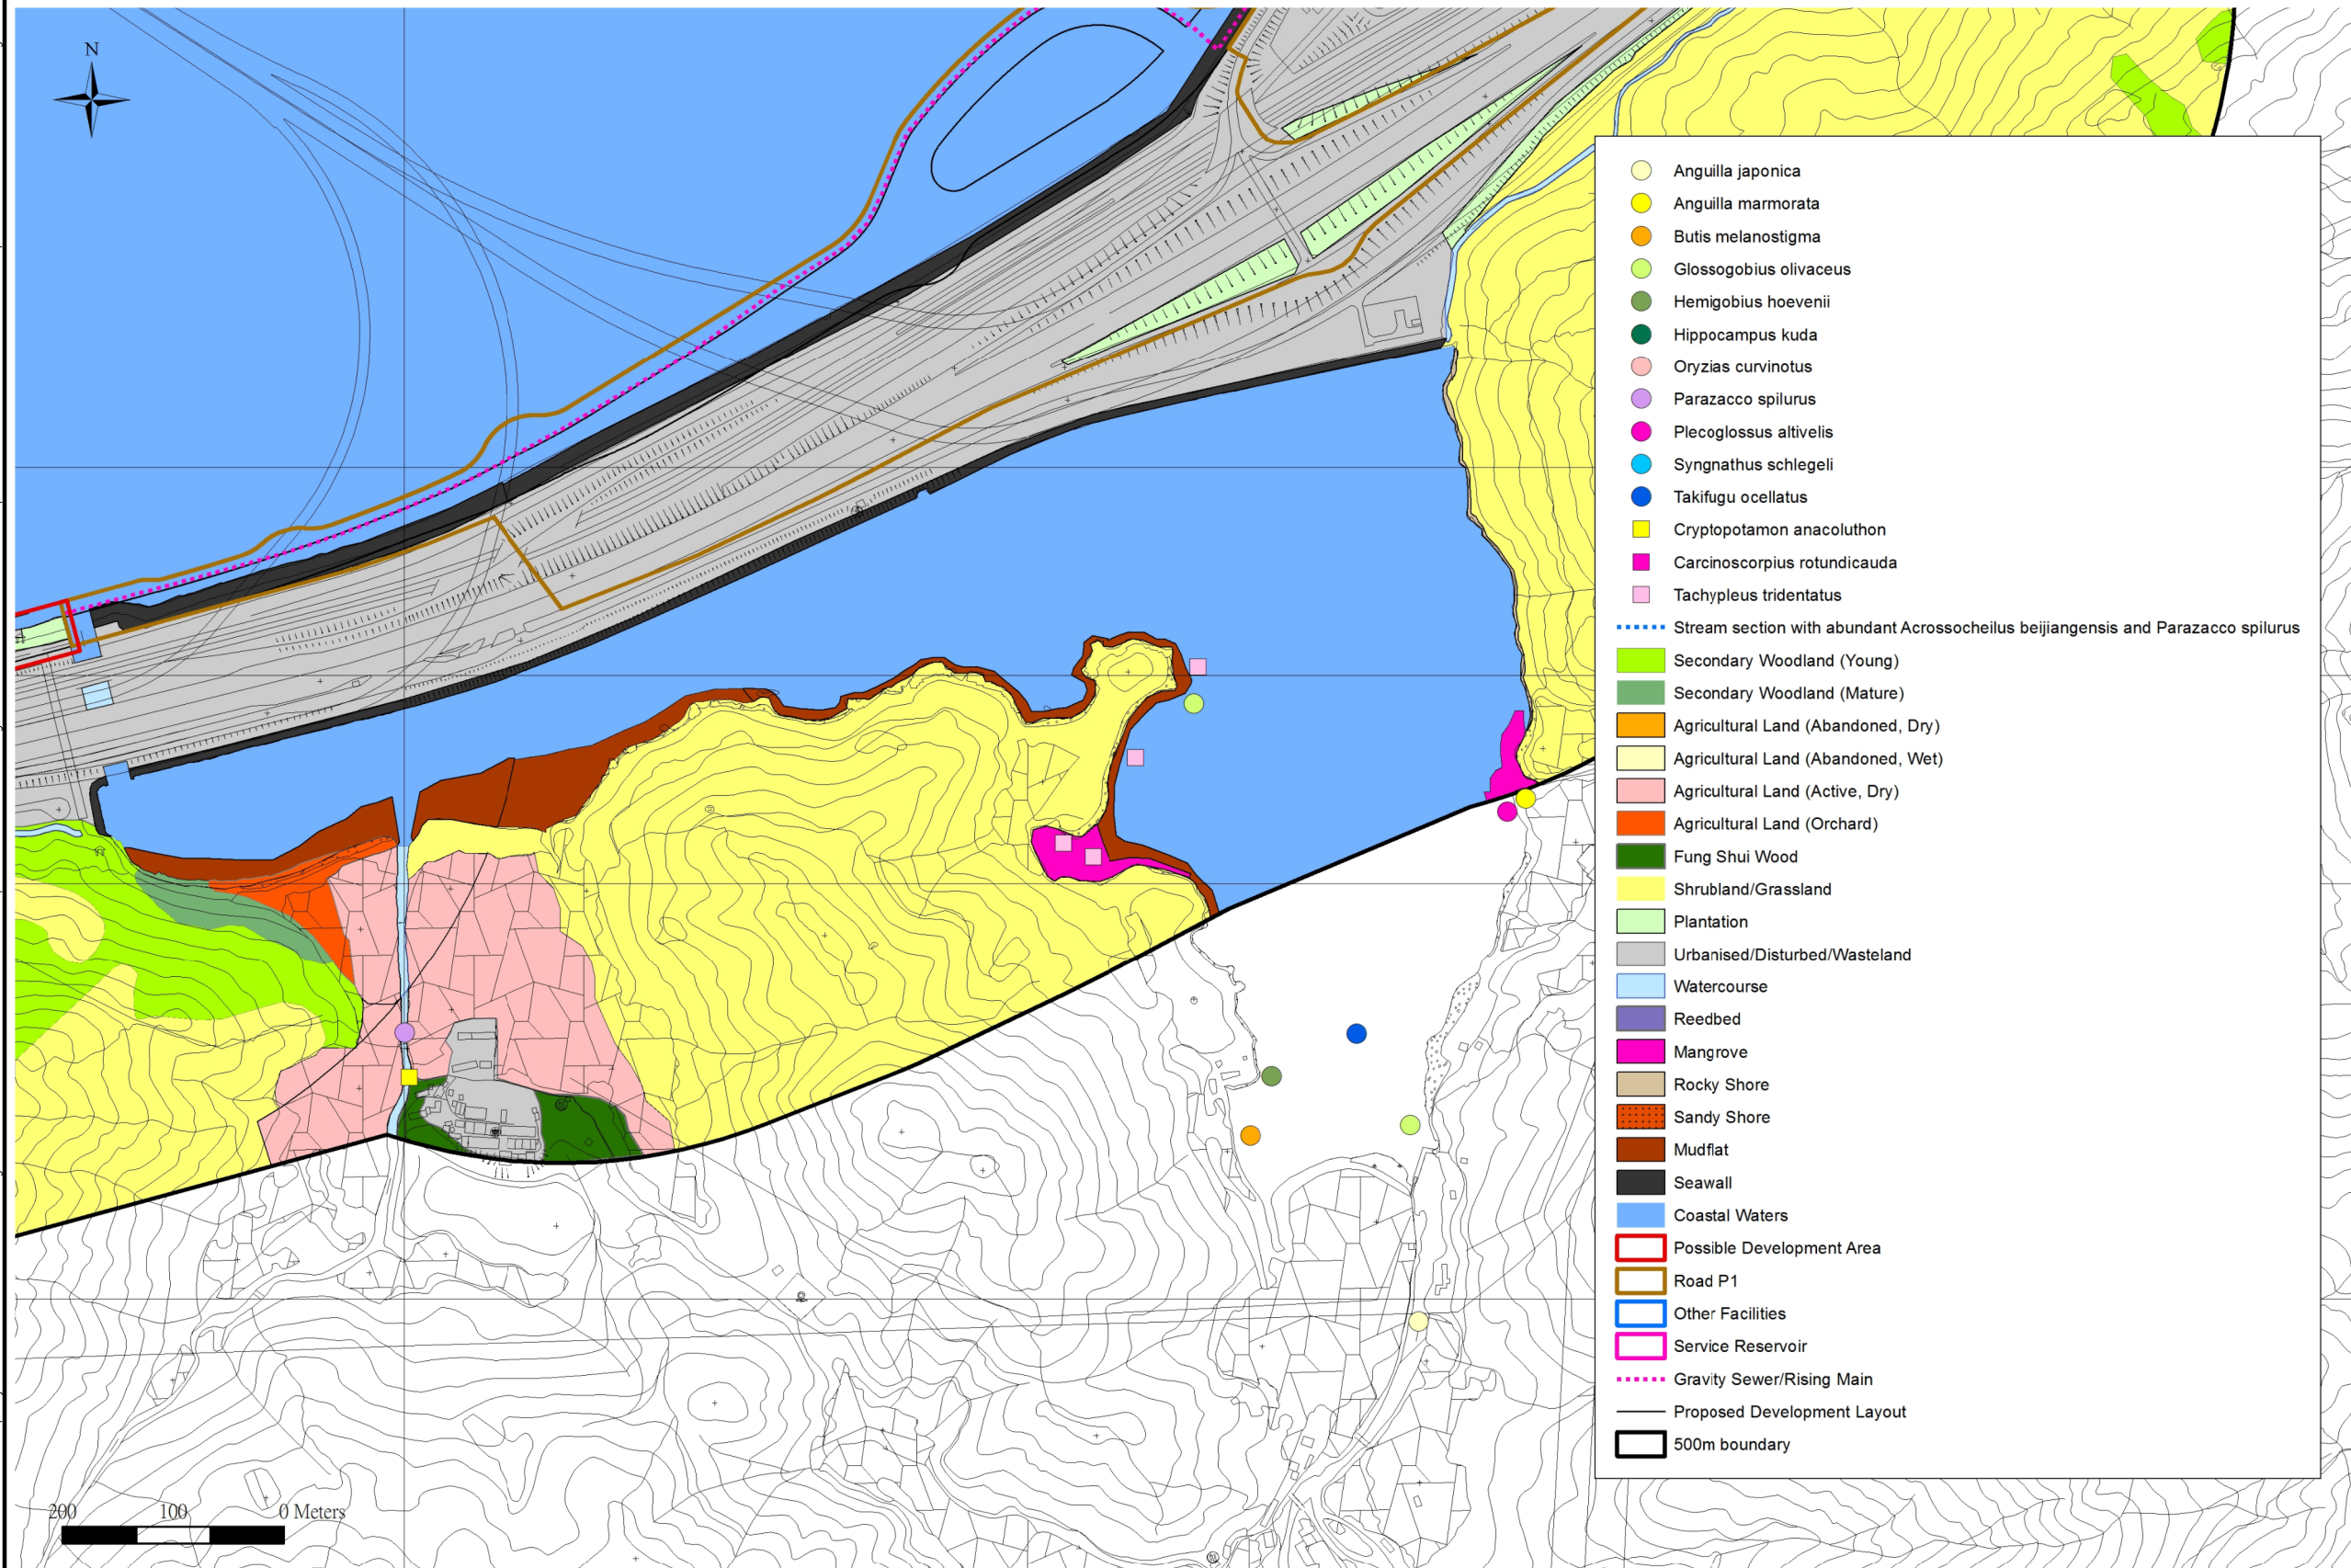 N
Anguilla japonica
Anguilla marmorata
Butis melanostigma
Glossogobius olivaceus
Hemigobius hoevenii
Hippocampus kuda
Oryzias curvinotus
Parazacco spilurus
Plecoglossus altivelis
Syngnathus schlegeli
Takifugu ocellatus
Cryptopotamon anacoluthon
Carcinoscorpius rotundicauda
Tachypleus tridentatus
Stream section with abundant Acrossocheilus beijiangensis and Parazacco spilurus
Secondary Woodland (Young)
Secondary Woodland (Mature)
Agricultural Land (Abandoned, Dry)
Agricultural Land (Abandoned, Wet)
Agricultural Land (Active, Dry)
Agricultural Land (Orchard)
Fung Shui Wood
Shrubland/Grassland
Plantation
Urbanised/Disturbed/Wasteland
Watercourse
Reedbed
Mangrove
Rocky Shore
Sandy Shore
Mudflat
Seawall
Coastal Waters
Possible Development Area
Road P1
Other Facilities
Service Reservoir
Gravity Sewer/Rising Main
Proposed Development Layout
500m boundary
200 100 0 Meters